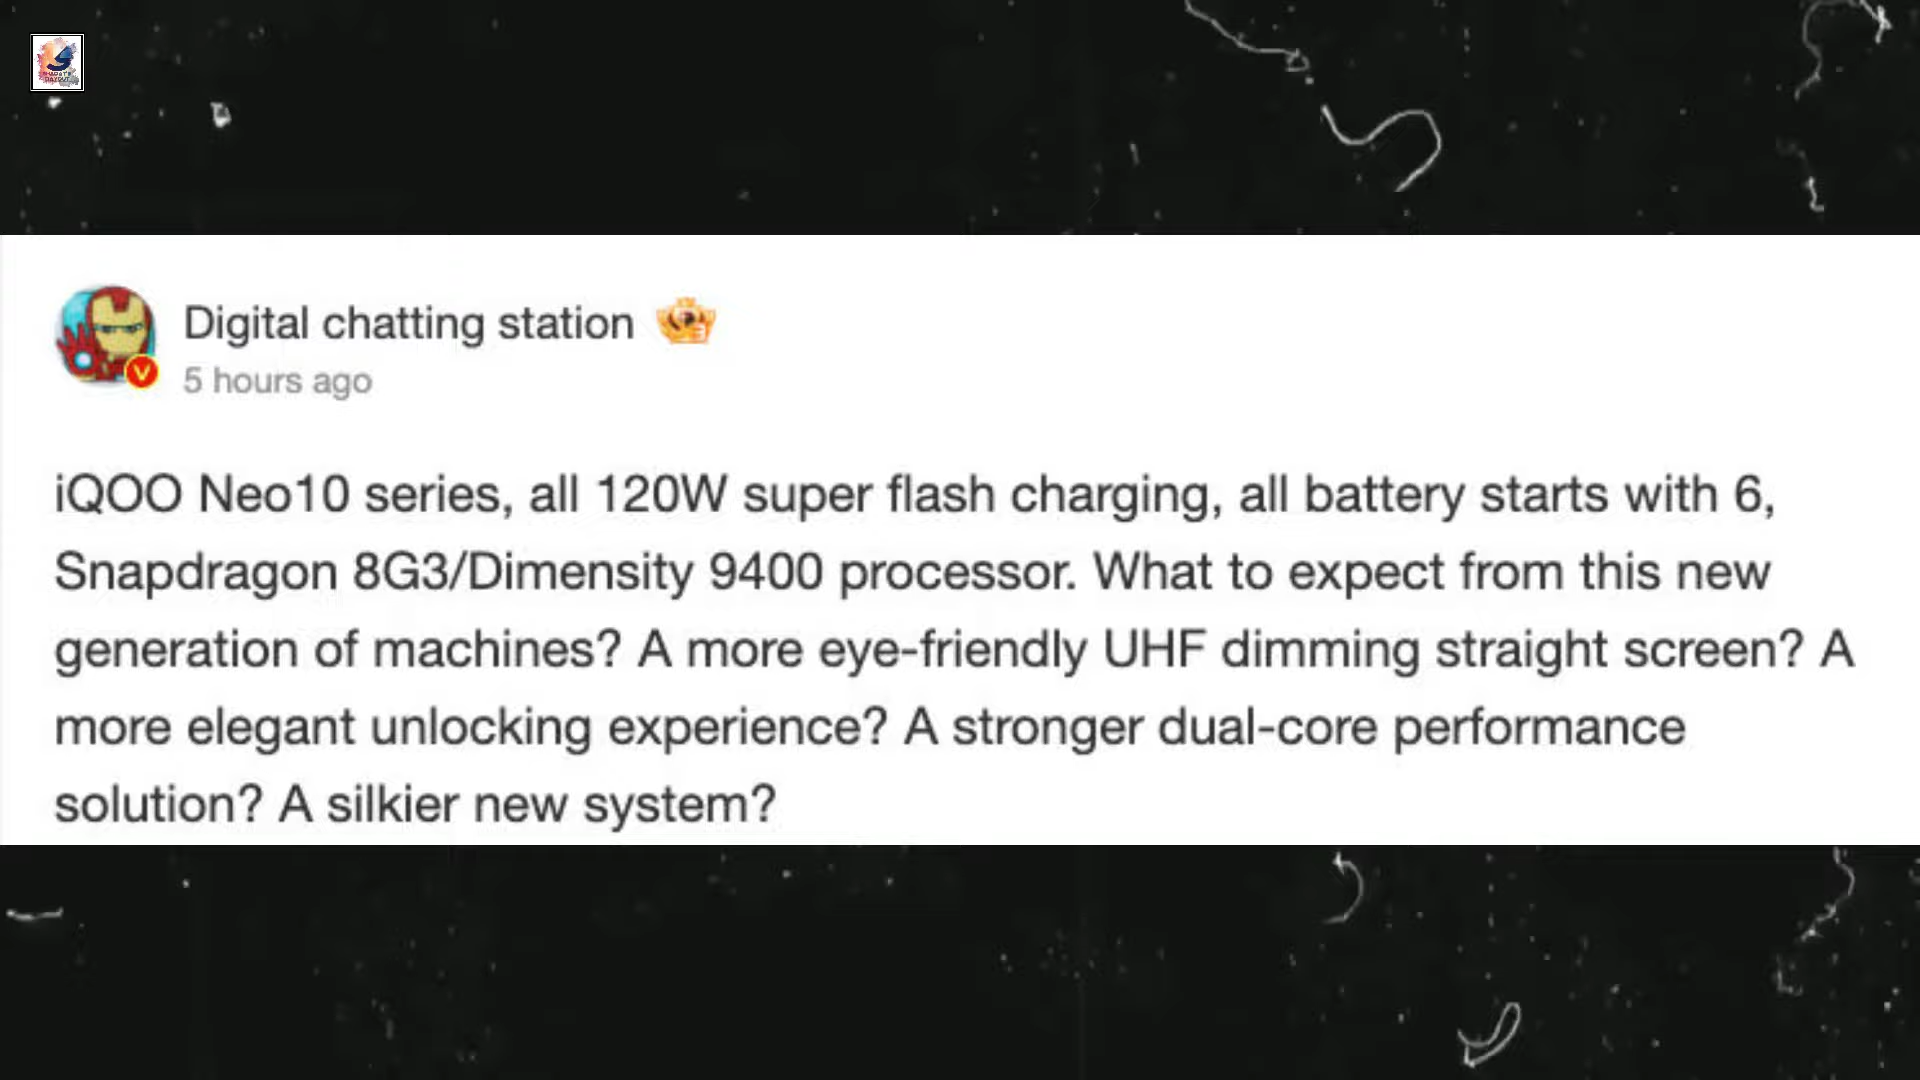 Digital chatting station
5 hours ago
iQOO Neo10 series, all 120W super flash charging, all battery starts with 6,
Snapdragon 8G3/Dimensity 9400 processor. What to expect from this new
generation of machines? A more eye-friendly UHF dimming straight screen? A
more elegant unlocking experience? A stronger dual-core performance
solution? A silkier new system?